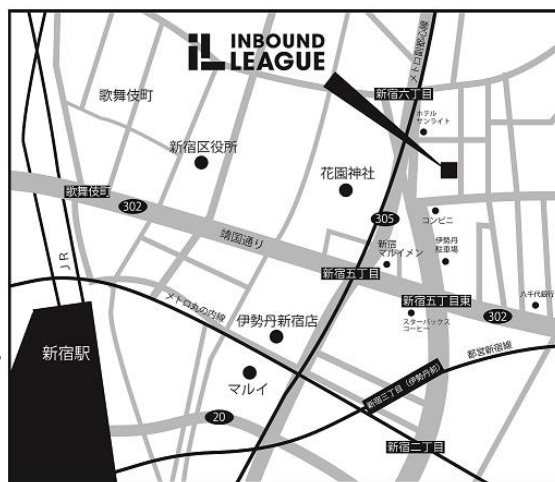 INBOUND
LEAGUE
メトロ副都心線
新宿六丁目
歌舞伎町
ホテル
サンライト
新宿区役所
花園神社
歌舞伎町
302
コンビニ
305
靖国通り
新宿
マルイメン
伊勢丹
駐車場
JR
新宿五丁目
新宿五丁目東
八千代銀行
メトロ丸の内線
スターバックス
コーヒー
302
伊勢丹新宿店
都営新宿線
新宿駅
マルイ
新宿三丁目（伊勢丹前）
20
新宿二丁目